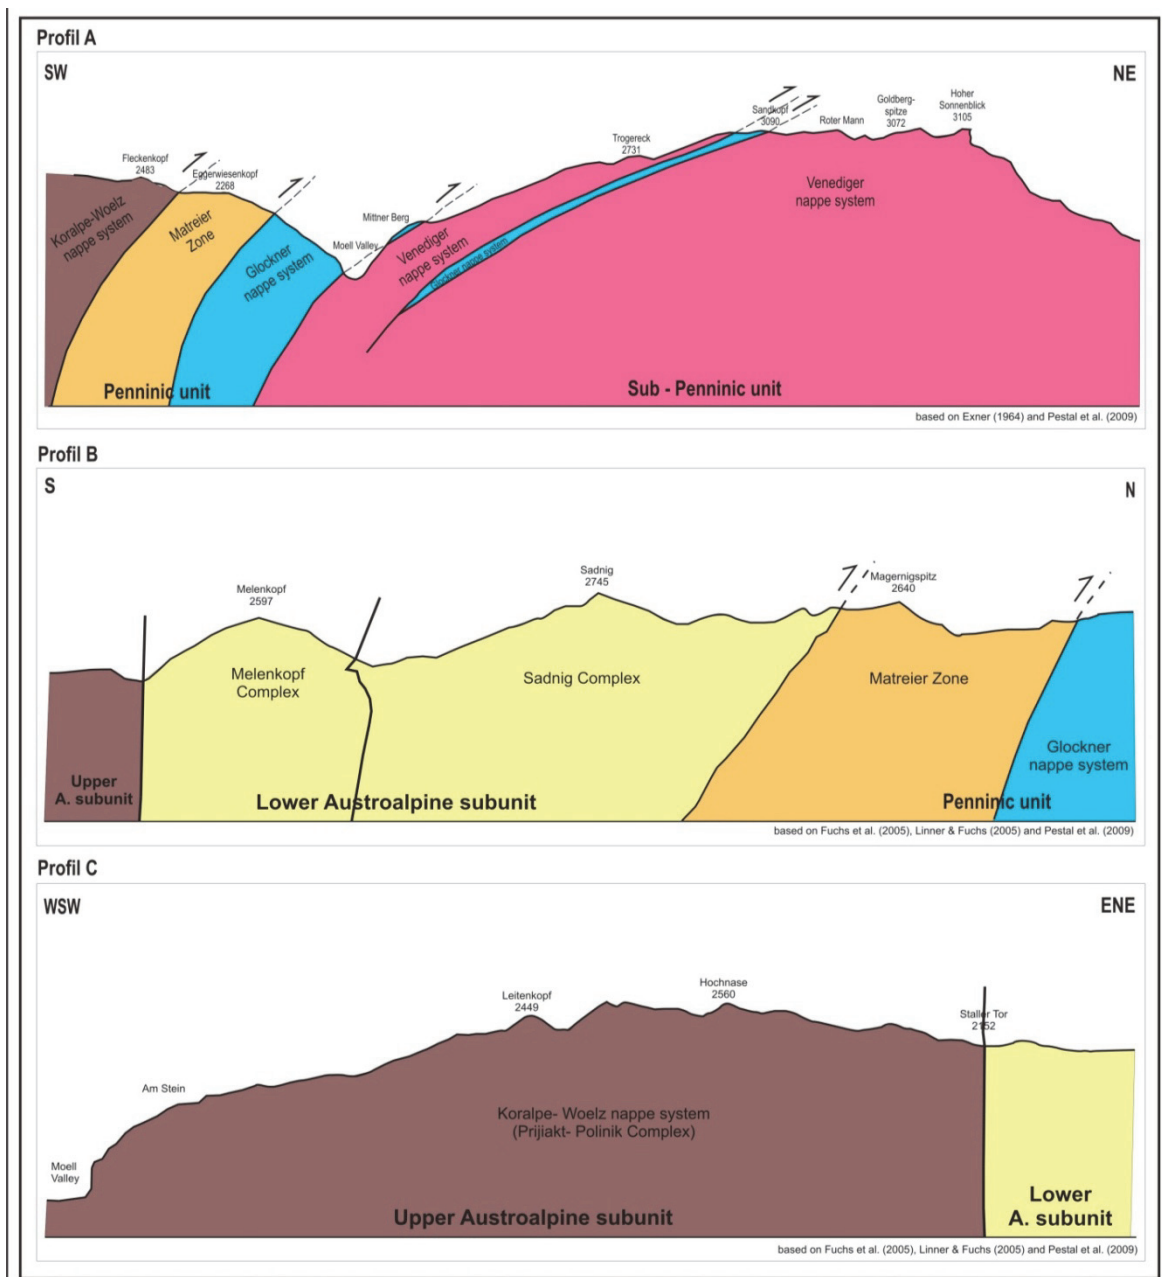 Profil A
SW
NE
Fleckenkopf
2483
Eggerwiesenkopf
2268
Moell Valley
Mittner Berg
Trogereck
2731
Sandkopf
3090
Roter Mann
Goldberg-
spitze
3072
Hoher
Sonnenblick
3105
Koralpe-Woelz
nappe system
Matreier
Zone
Glockner
nappe system
Venediger
nappe system
Glockner nappe system
Venediger
nappe system
Penninic unit
Sub - Penninic unit
based on Exner (1964) and Pestal et al. (2009)
Profil B
S
N
Melenkopf
2597
Sadnig
2745
Magernigspitz
2640
Melenkopf
Complex
Sadnig Complex
Matreier Zone
Glockner
nappe system
Upper
A. subunit
Lower Austroalpine subunit
Penninic unit
based on Fuchs et al. (2005), Linner & Fuchs (2005) and Pestal et al. (2009)
Profil C
WSW
ENE
Moell
Valley
Am Stein
Leitenkopf
2449
Hochnase
2560
Staller Tor
2152
Koralpe- Woelz nappe system
(Prijiakt- Polinik Complex)
Upper Austroalpine subunit
Lower
A. subunit
based on Fuchs et al. (2005), Linner & Fuchs (2005) and Pestal et al. (2009)